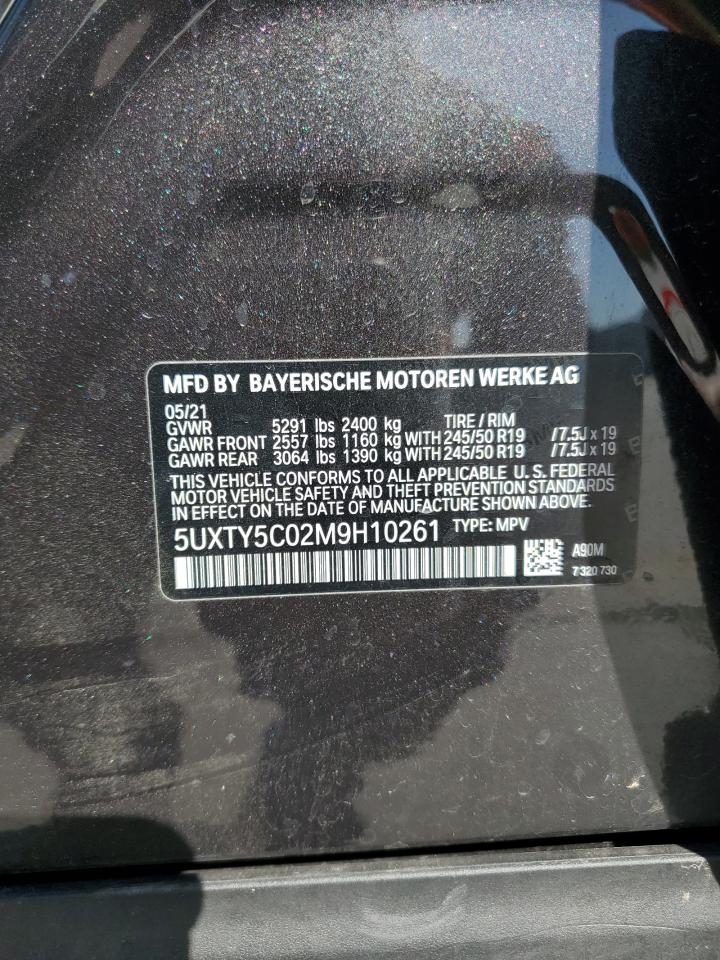 MFD BY BAYERISCHE MOTOREN WERKE AG
05/21
GVWR 5291 lbs 2400 kg TIRE / RIM
GAWR FRONT 2557 lbs 1160 kg WITH 245/50 R19 /7.5J x 19
GAWR REAR 3064 lbs 1390 kg WITH 245/50 R19 /7.5J x 19
THIS VEHICLE CONFORMS TO ALL APPLICABLE U. S. FEDERAL
MOTOR VEHICLE SAFETY AND THEFT PREVENTION STANDARDS
IN EFFECT ON THE DATE OF MANUFACTURE SHOWN ABOVE.
5UXTY5C02M9H10261 TYPE: MPV
A90M
7 320 730